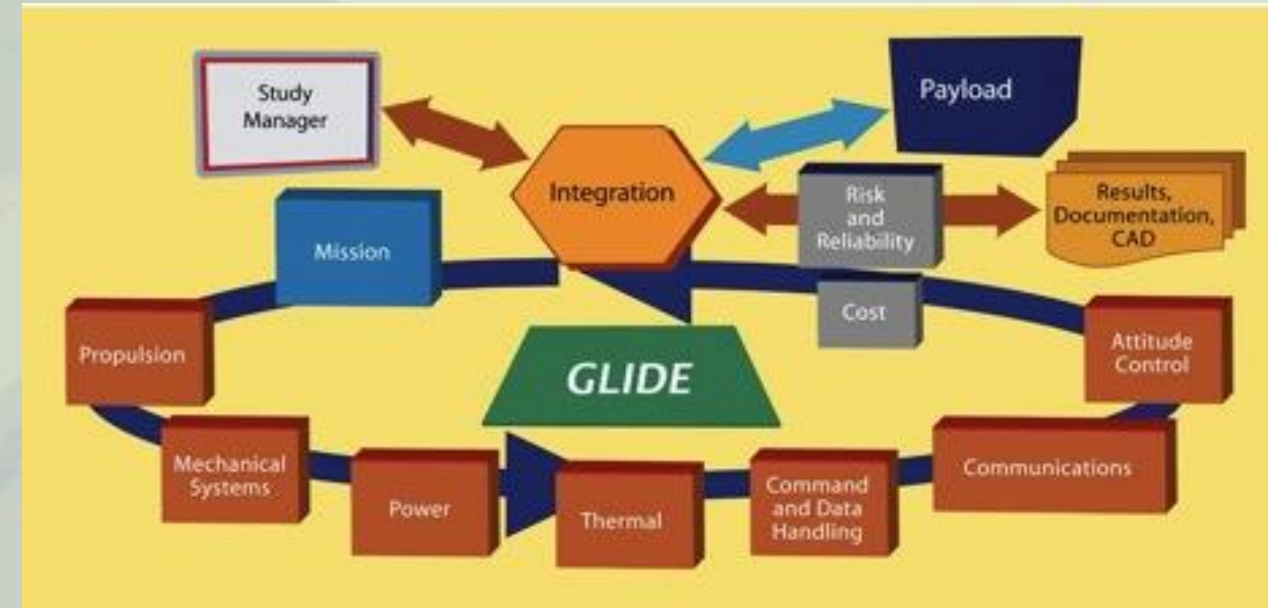 Study
Manager
Payload
Integration
Risk
and
Reliability
Results,
Documentation,
CAD
Mission
Cost
Propulsion
GLIDE
Attitude
Control
Mechanical
Systems
Power
Thermal
Command
and Data
Handling
Communications